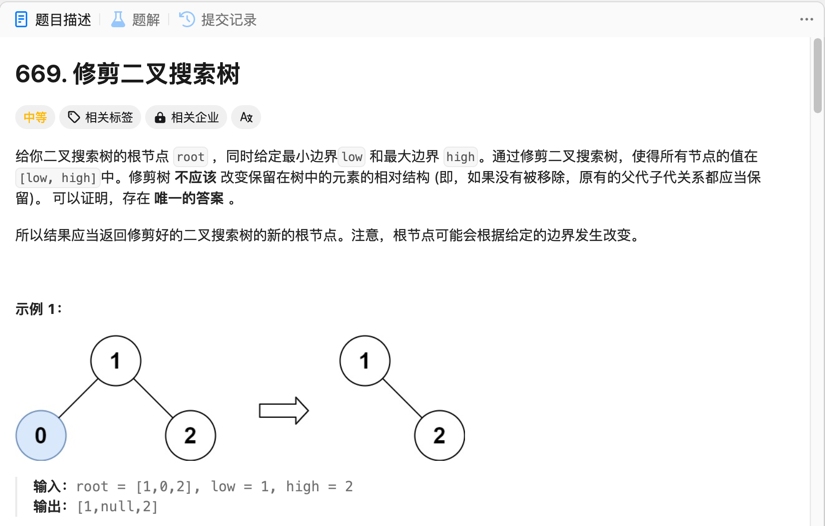 题目描述 题解 提交记录
669. 修剪二叉搜索树
中等 相关标签 相关企业
给你二叉搜索树的根节点 root ，同时给定最小边界low 和最大边界 high。通过修剪二叉搜索树，使得所有节点的值在
[low, high]中。修剪树 不应该 改变保留在树中的元素的相对结构 (即，如果没有被移除，原有的父代子代关系都应当保
留)。 可以证明，存在 唯一的答案 。
所以结果应当返回修剪好的二叉搜索树的新的根节点。注意，根节点可能会根据给定的边界发生改变。
示例 1：
1 1
0 2 2
输入：root = [1,0,2], low = 1, high = 2
输出：[1,null,2]